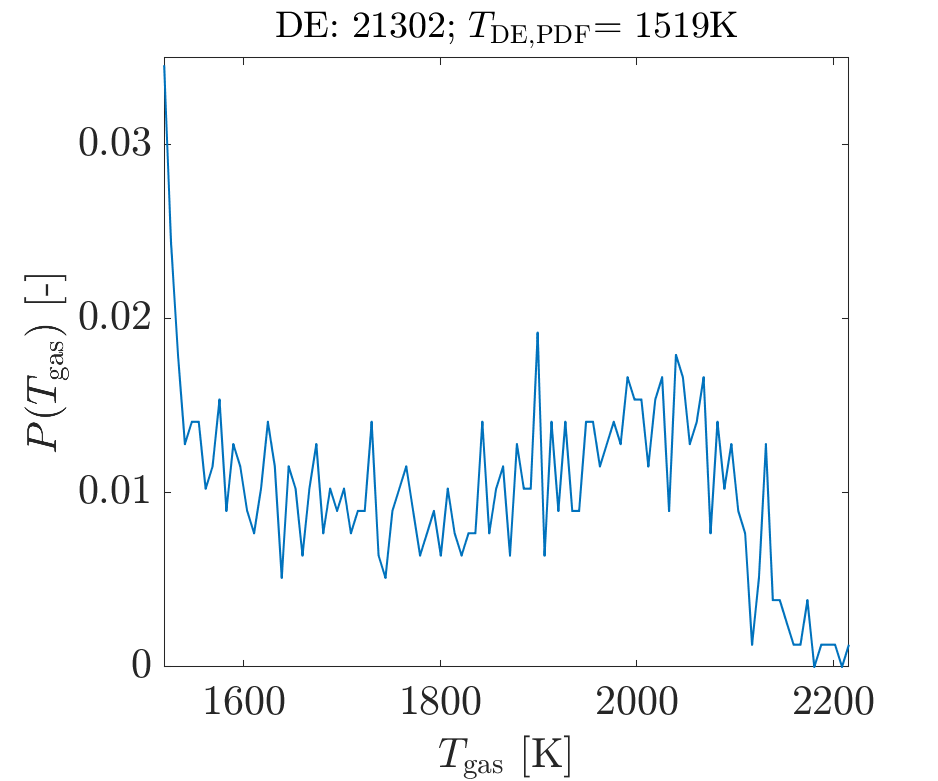 DE: 21302; T_DE,PDF= 1519K
0.03
0.02
0.01
0
P(T_gas) [-]
1600 1800 2000 2200
T_gas [K]